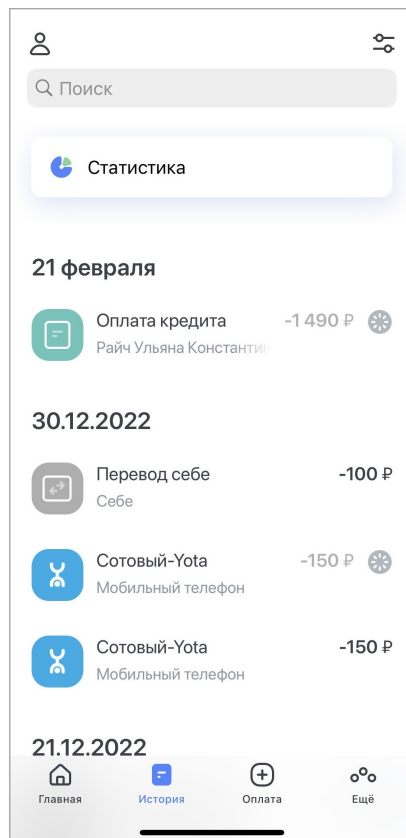 Поиск
Статистика
21 февраля
Оплата кредита -1 490 ₽
Райч Ульяна Константин
30.12.2022
Перевод себе -100 ₽
Себе
Сотовый-Yota -150 ₽
Мобильный телефон
Сотовый-Yota -150 ₽
Мобильный телефон
21.12.2022
Главная История Оплата Ещё